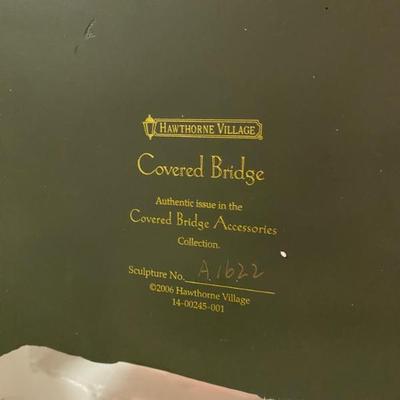 HAWTHORNE VILLAGE
Covered Bridge
Authentic issue in the
Covered Bridge Accessories
Collection.
Sculpture No. A1622
©2006 Hawthorne Village
14-00245-001